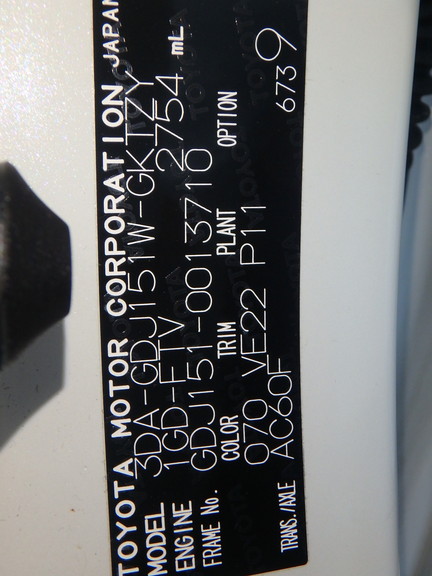 TOYOTA MOTOR CORPORATION JAPAN
MODEL 3DA-GDJ151W-GKTZY
ENGINE 1GD-FTV 2754 mL
FRAME No. GDJ151-0013710
COLOR TRIM PLANT OPTION
070 VE22 P11
TRANS./AXLE AC60F 6739